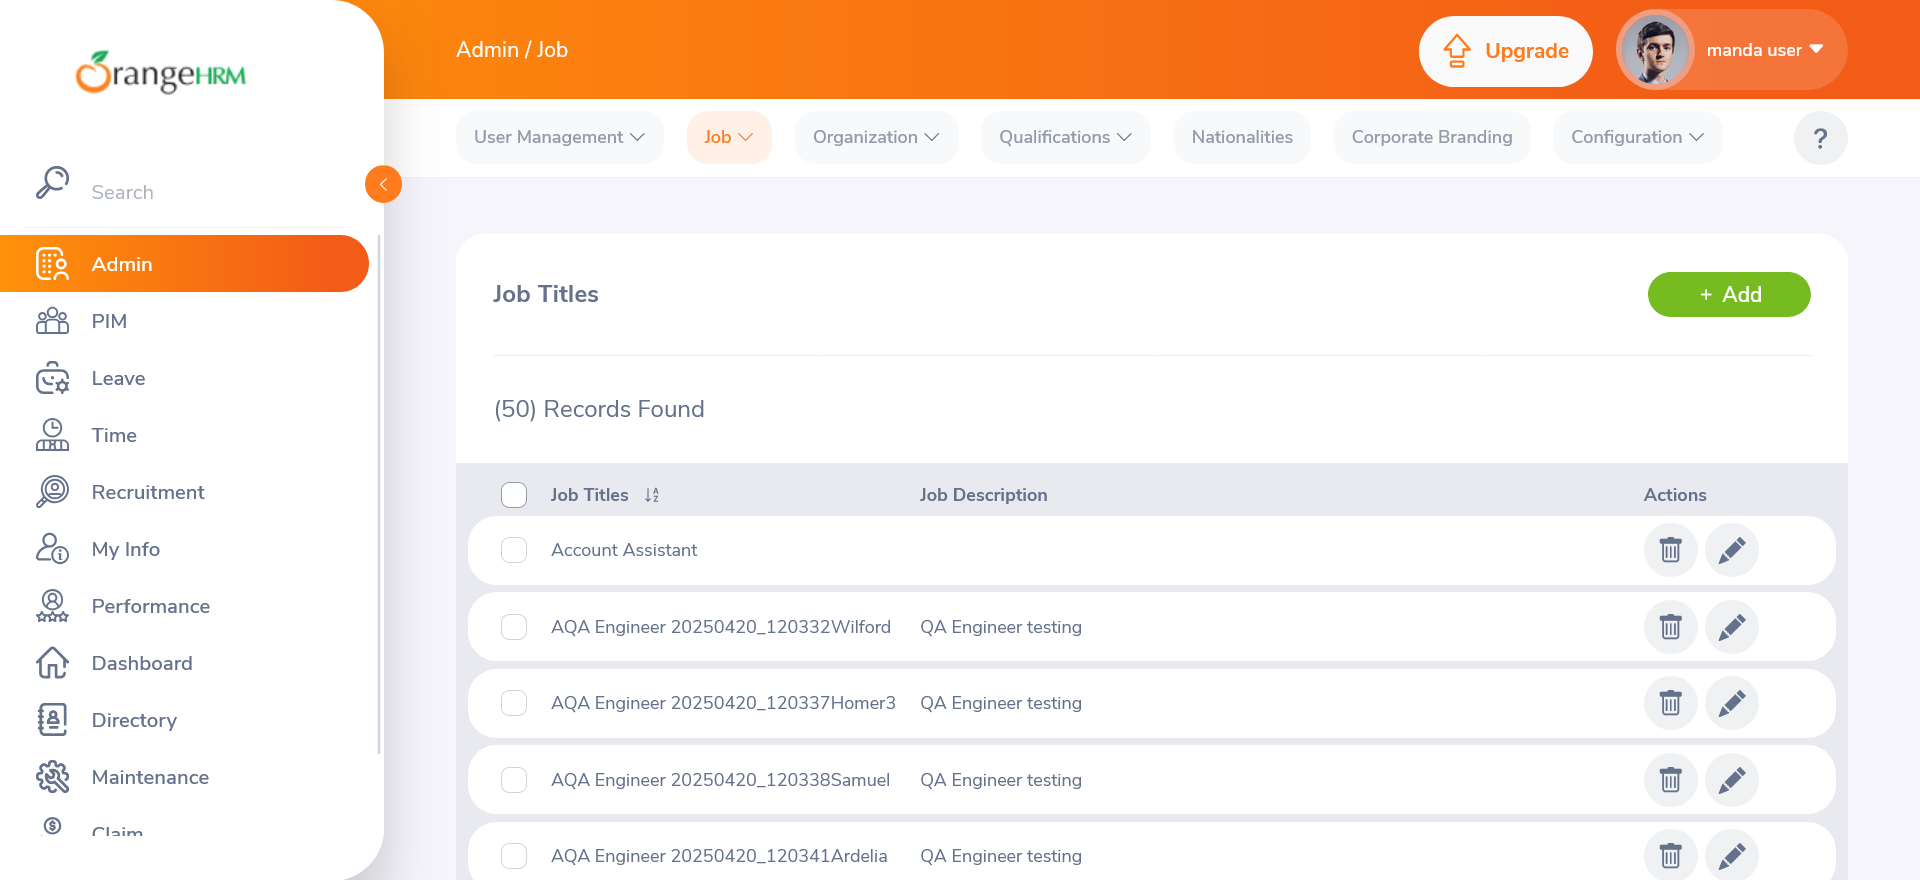 OrangeHRM
Search
Admin
PIM
Leave
Time
Recruitment
My Info
Performance
Dashboard
Directory
Maintenance
Claim
Admin / Job
Upgrade
manda user
User Management
Job
Organization
Qualifications
Nationalities
Corporate Branding
Configuration
?
Job Titles
+ Add
(50) Records Found
Job Titles
Job Description
Actions
Account Assistant
AQA Engineer 20250420_120332Wilford
QA Engineer testing
AQA Engineer 20250420_120337Homer3
QA Engineer testing
AQA Engineer 20250420_120338Samuel
QA Engineer testing
AQA Engineer 20250420_120341Ardelia
QA Engineer testing